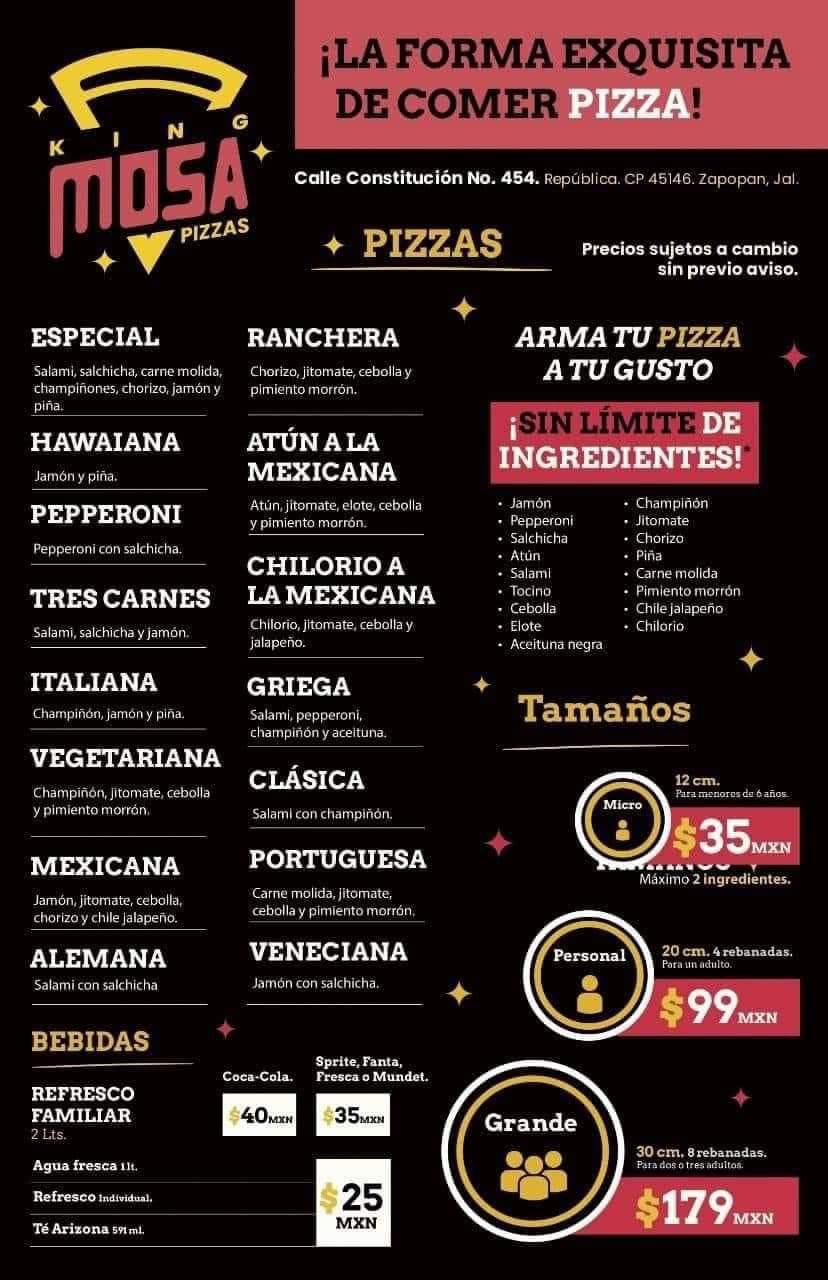 KING
MOSA
PIZZAS
¡LA FORMA EXQUISITA
DE COMER PIZZA!
Calle Constitución No. 454. República. CP 45146. Zapopan, Jal.
PIZZAS
Precios sujetos a cambio
sin previo aviso.
ESPECIAL
Salami, salchicha, carne molida,
champiñones, chorizo, jamón y
piña.
HAWAIANA
Jamón y piña.
PEPPERONI
Pepperoni con salchicha.
TRES CARNES
Salami, salchicha y jamón.
ITALIANA
Champiñón, jamón y piña.
VEGETARIANA
Champiñón, jitomate, cebolla
y pimiento morrón.
MEXICANA
Jamón, jitomate, cebolla,
chorizo y chile jalapeño.
ALEMANA
Salami con salchicha
RANCHERA
Chorizo, jitomate, cebolla y
pimiento morrón.
ATÚN A LA
MEXICANA
Atún, jitomate, elote, cebolla
y pimiento morrón.
CHILORIO A
LA MEXICANA
Chilorio, jitomate, cebolla y
jalapeño.
GRIEGA
Salami, pepperoni,
champiñón y aceituna.
CLÁSICA
Salami con champiñón.
PORTUGUESA
Carne molida, jitomate,
cebolla y pimiento morrón.
VENECIANA
Jamón con salchicha.
ARMA TU PIZZA
A TU GUSTO
¡SIN LÍMITE DE
INGREDIENTES!*
• Jamón
• Pepperoni
• Salchicha
• Atún
• Salami
• Tocino
• Cebolla
• Elote
• Aceituna negra
• Champiñón
• Jitomate
• Chorizo
• Piña
• Carne molida
• Pimiento morrón
• Chile jalapeño
• Chilorio
Tamaños
Micro
12 cm.
Para menores de 6 años.
$35 MXN
Máximo 2 ingredientes.
Personal
20 cm. 4 rebanadas.
Para un adulto.
$99 MXN
Grande
30 cm. 8 rebanadas.
Para dos o tres adultos.
$179 MXN
BEBIDAS
Coca-Cola.
Sprite, Fanta,
Fresca o Mundet.
REFRESCO
FAMILIAR
2 Lts.
$40 MXN
$35 MXN
Agua fresca 1 lt.
Refresco Individual.
Té Arizona 591 ml.
$25
MXN